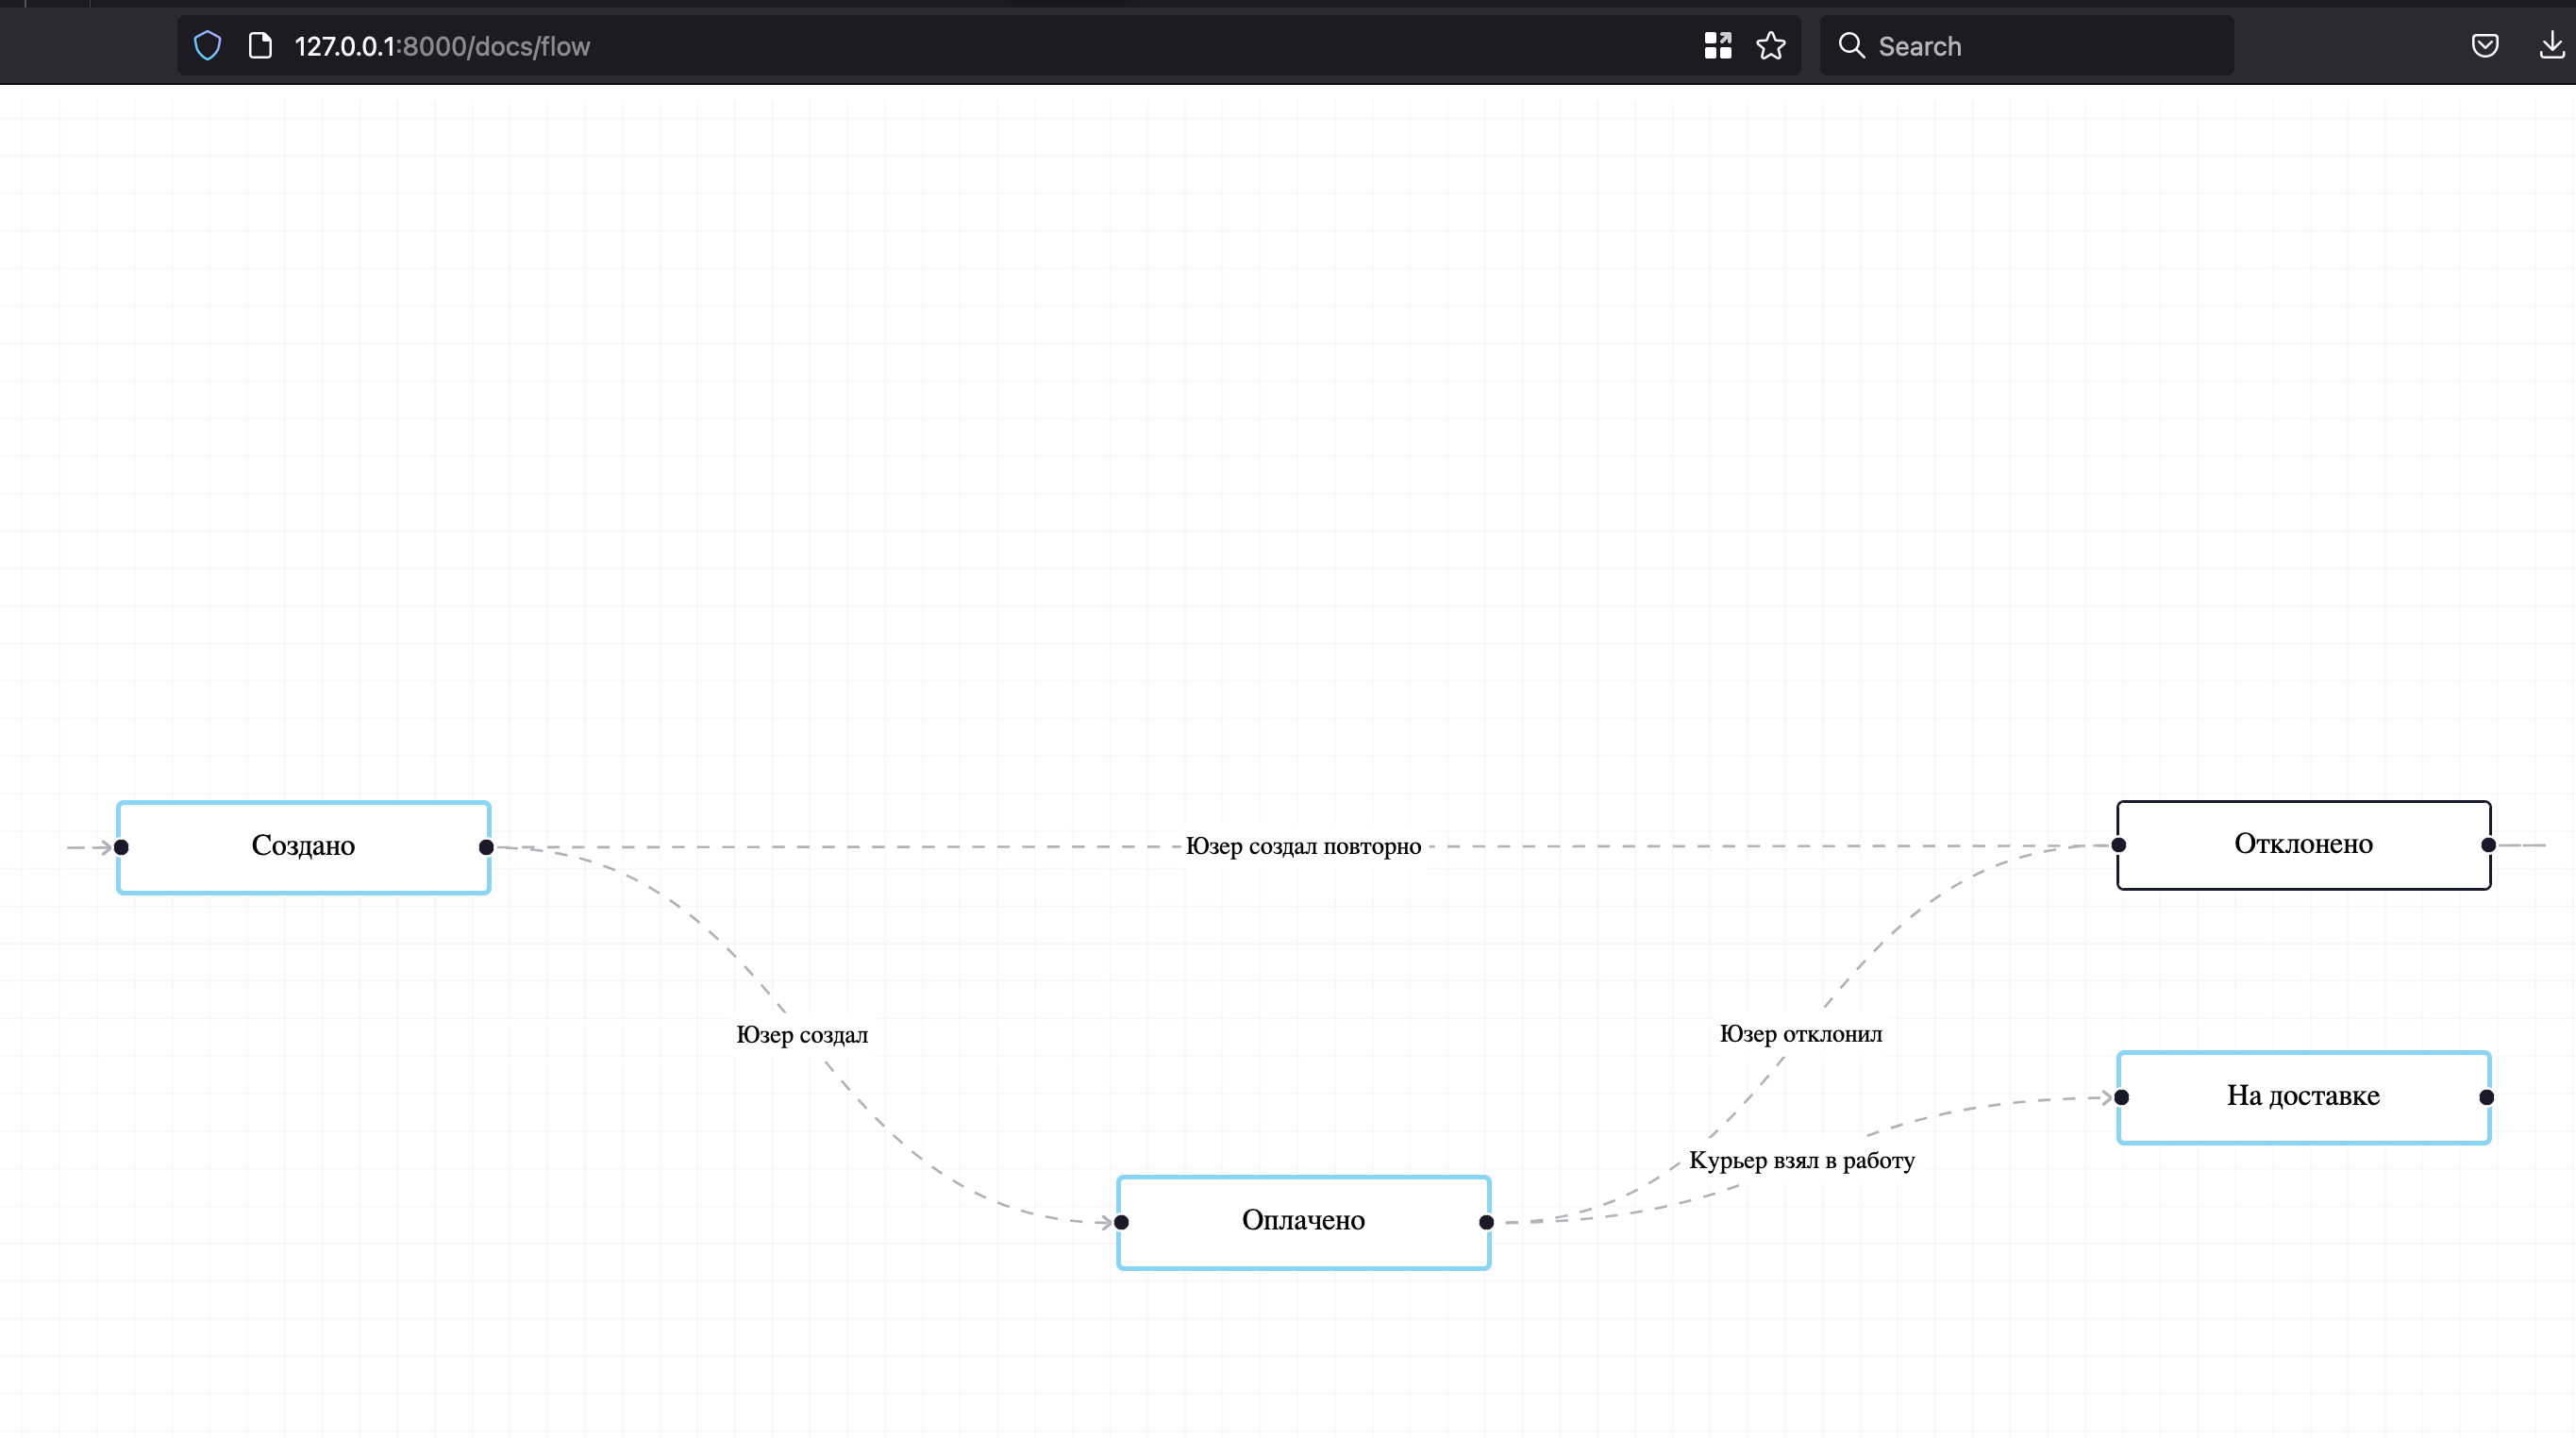 127.0.0.1:8000/docs/flow
Search
Создано
Юзер создал повторно
Отклонено
Юзер создал
Юзер отклонил
На доставке
Курьер взял в работу
Оплачено